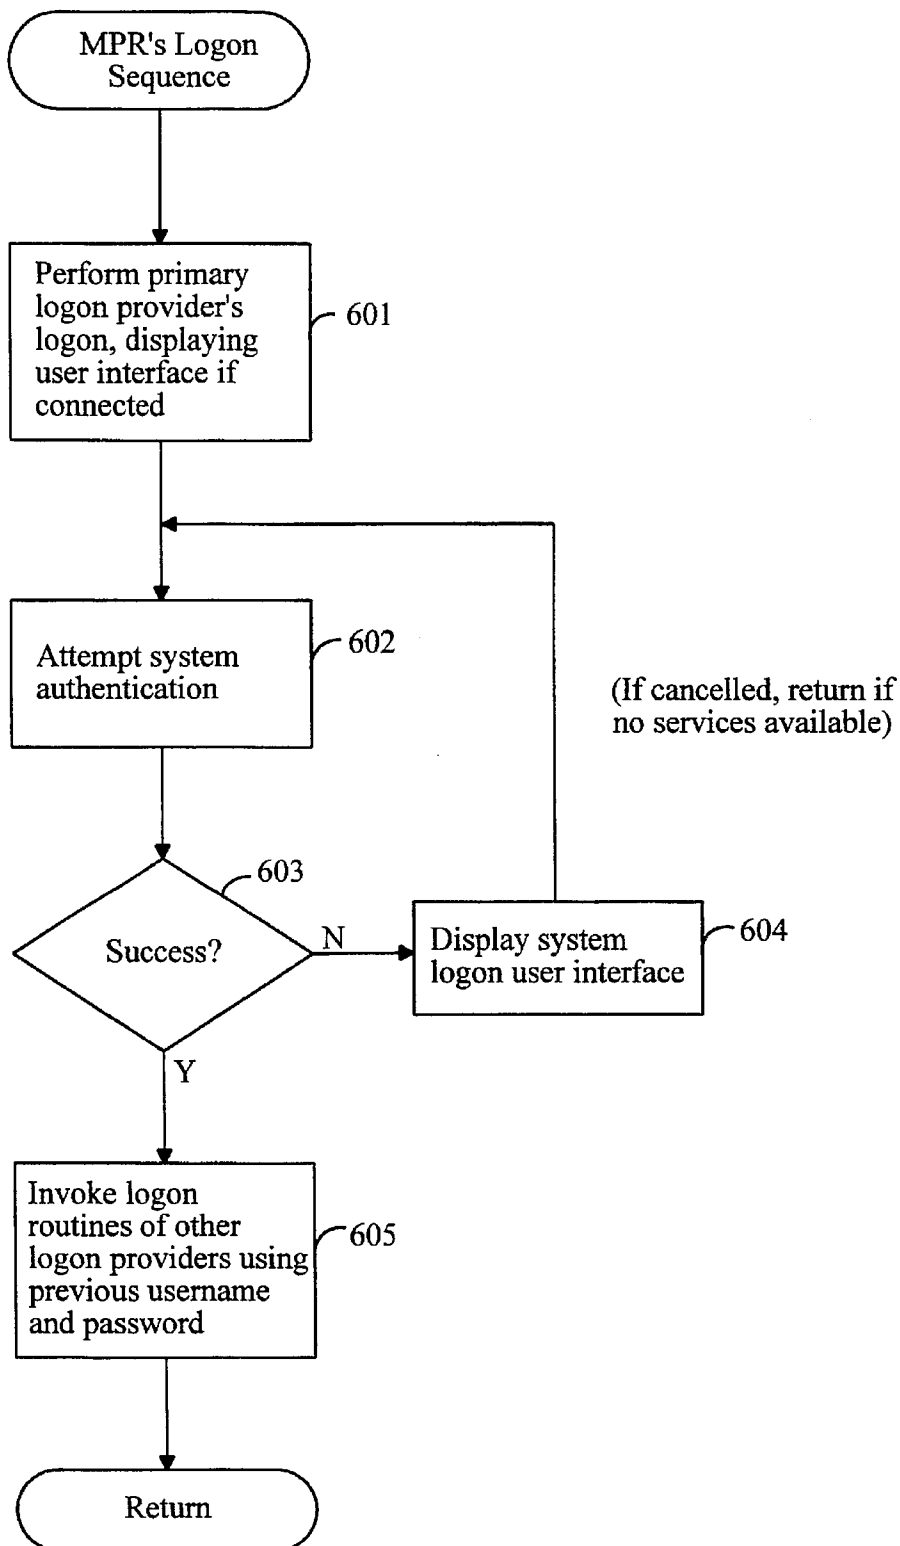 MPR's Logon
Sequence
Perform primary
logon provider's
logon, displaying
user interface if
connected
601
Attempt system
authentication
602
(If cancelled, return if
no services available)
603
Success?
N
Display system
logon user interface
604
Y
Invoke logon
routines of other
logon providers using
previous username
and password
605
Return